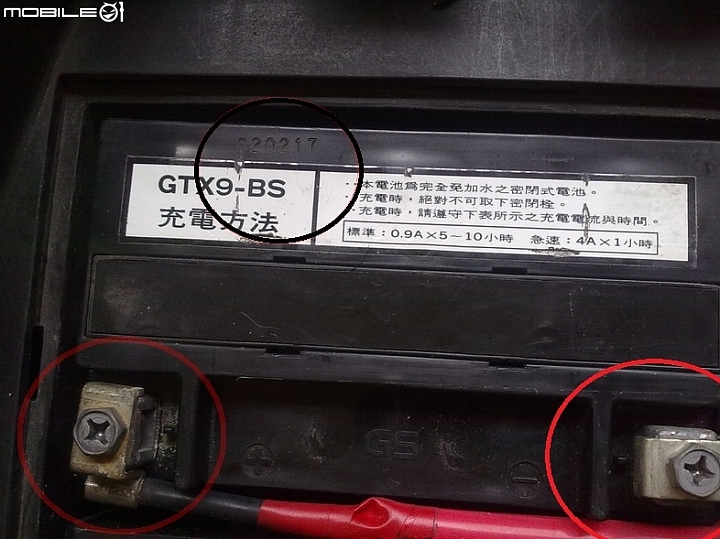 MOBILE01
520217
GTX9-BS
充電方法
·本電池為完全免加水之密閉式電池。
·充電時，絕對不可取下密閉栓。
·充電時，請遵守下表所示之充電電流與時間。
標準：0.9A×5~10小時 急速：4A×1小時
GS